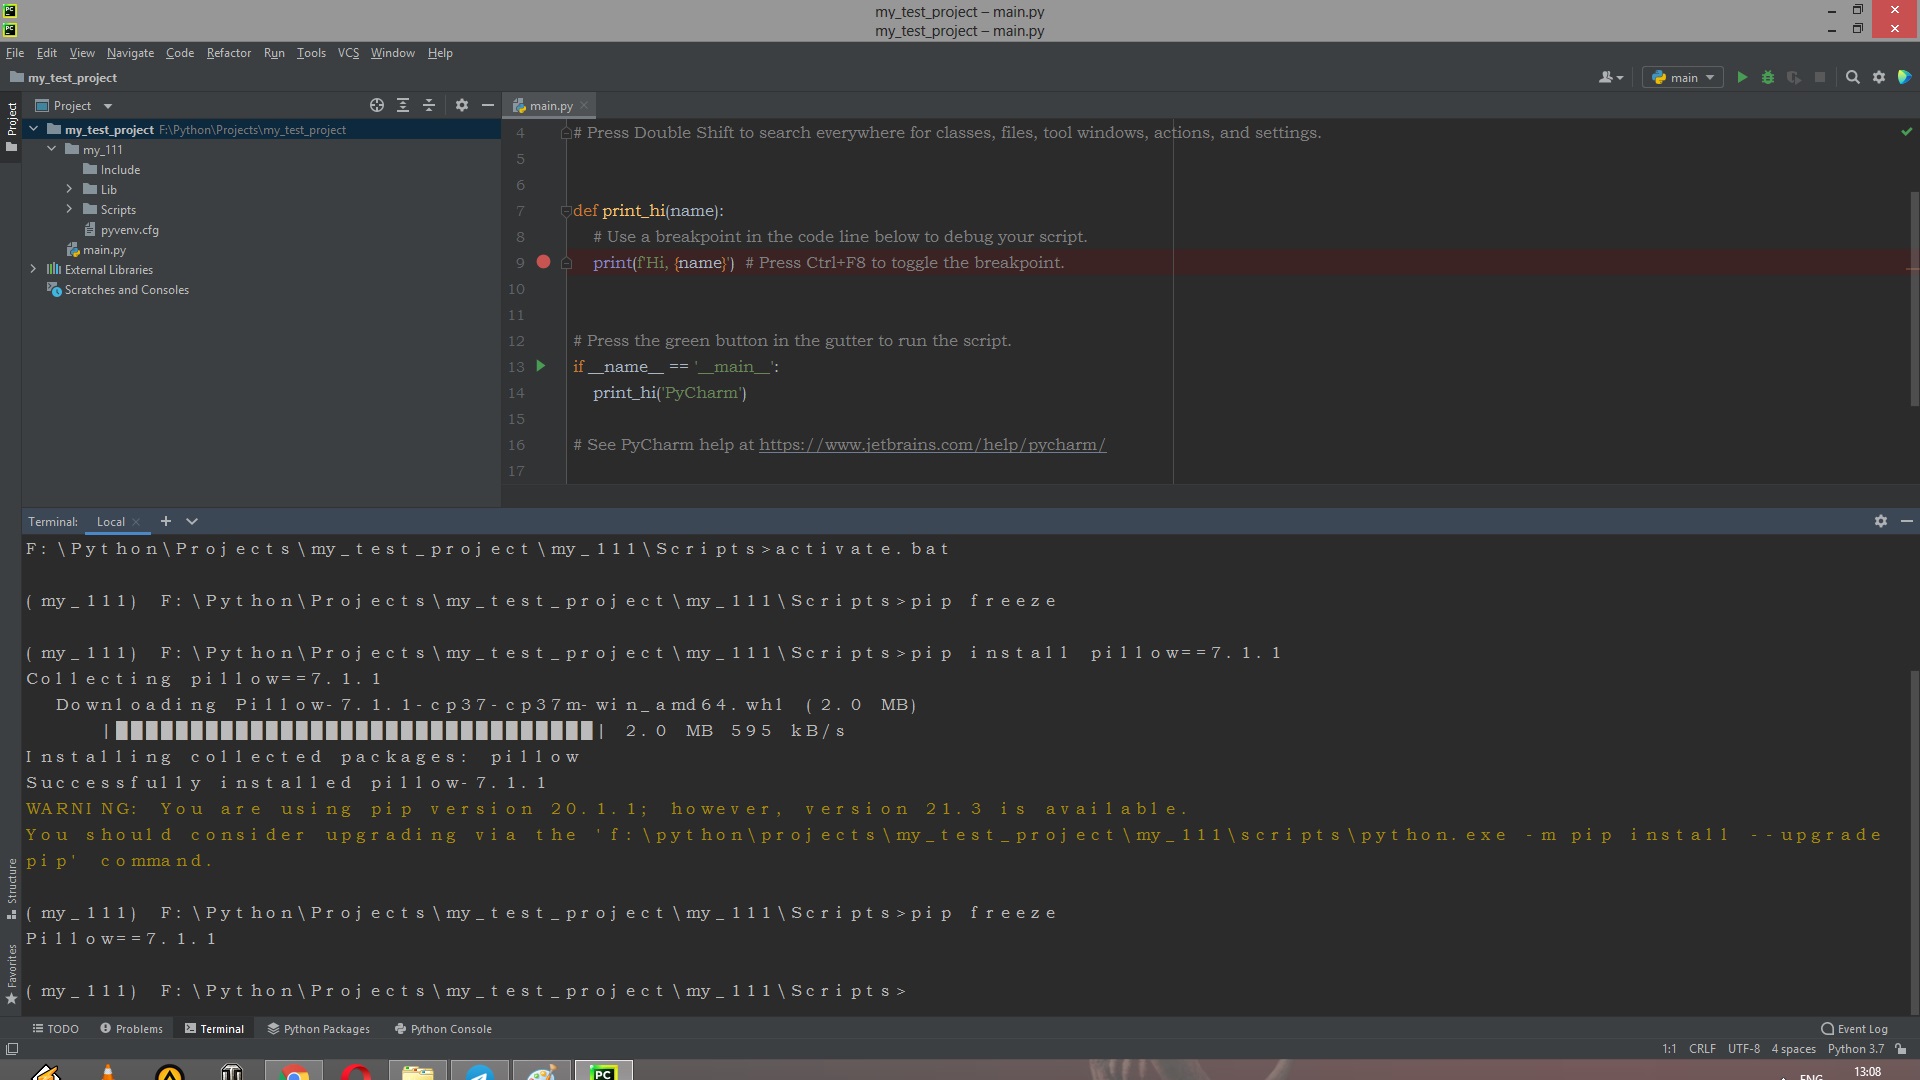 my_test_project – main.py
my_test_project – main.py
File Edit View Navigate Code Refactor Run Tools VCS Window Help
my_test_project
main
Project
Project
main.py
my_test_project F:\Python\Projects\my_test_project
my_111
Include
Lib
Scripts
pyvenv.cfg
main.py
External Libraries
Scratches and Consoles
4 # Press Double Shift to search everywhere for classes, files, tool windows, actions, and settings.
5
6
7 def print_hi(name):
8 # Use a breakpoint in the code line below to debug your script.
9 print(f'Hi, {name}') # Press Ctrl+F8 to toggle the breakpoint.
10
11
12 # Press the green button in the gutter to run the script.
13 if __name__ == '__main__':
14 print_hi('PyCharm')
15
16 # See PyCharm help at https://www.jetbrains.com/help/pycharm/
17
Terminal: Local
F:\Python\Projects\my_test_project\my_111\Scripts>activate.bat
(my_111) F:\Python\Projects\my_test_project\my_111\Scripts>pip freeze
(my_111) F:\Python\Projects\my_test_project\my_111\Scripts>pip install pillow==7.1.1
Collecting pillow==7.1.1
Downloading Pillow-7.1.1-cp37-cp37m-win_amd64.whl (2.0 MB)
|████████████████████████████████| 2.0 MB 595 kB/s
Installing collected packages: pillow
Successfully installed pillow-7.1.1
WARNING: You are using pip version 20.1.1; however, version 21.3 is available.
You should consider upgrading via the 'f:\python\projects\my_test_project\my_111\scripts\python.exe -m pip install --upgrade
pip' command.
(my_111) F:\Python\Projects\my_test_project\my_111\Scripts>pip freeze
Pillow==7.1.1
(my_111) F:\Python\Projects\my_test_project\my_111\Scripts>
Structure
Favorites
TODO Problems Terminal Python Packages Python Console Event Log
1:1 CRLF UTF-8 4 spaces Python 3.7
PC
ENG
13:08